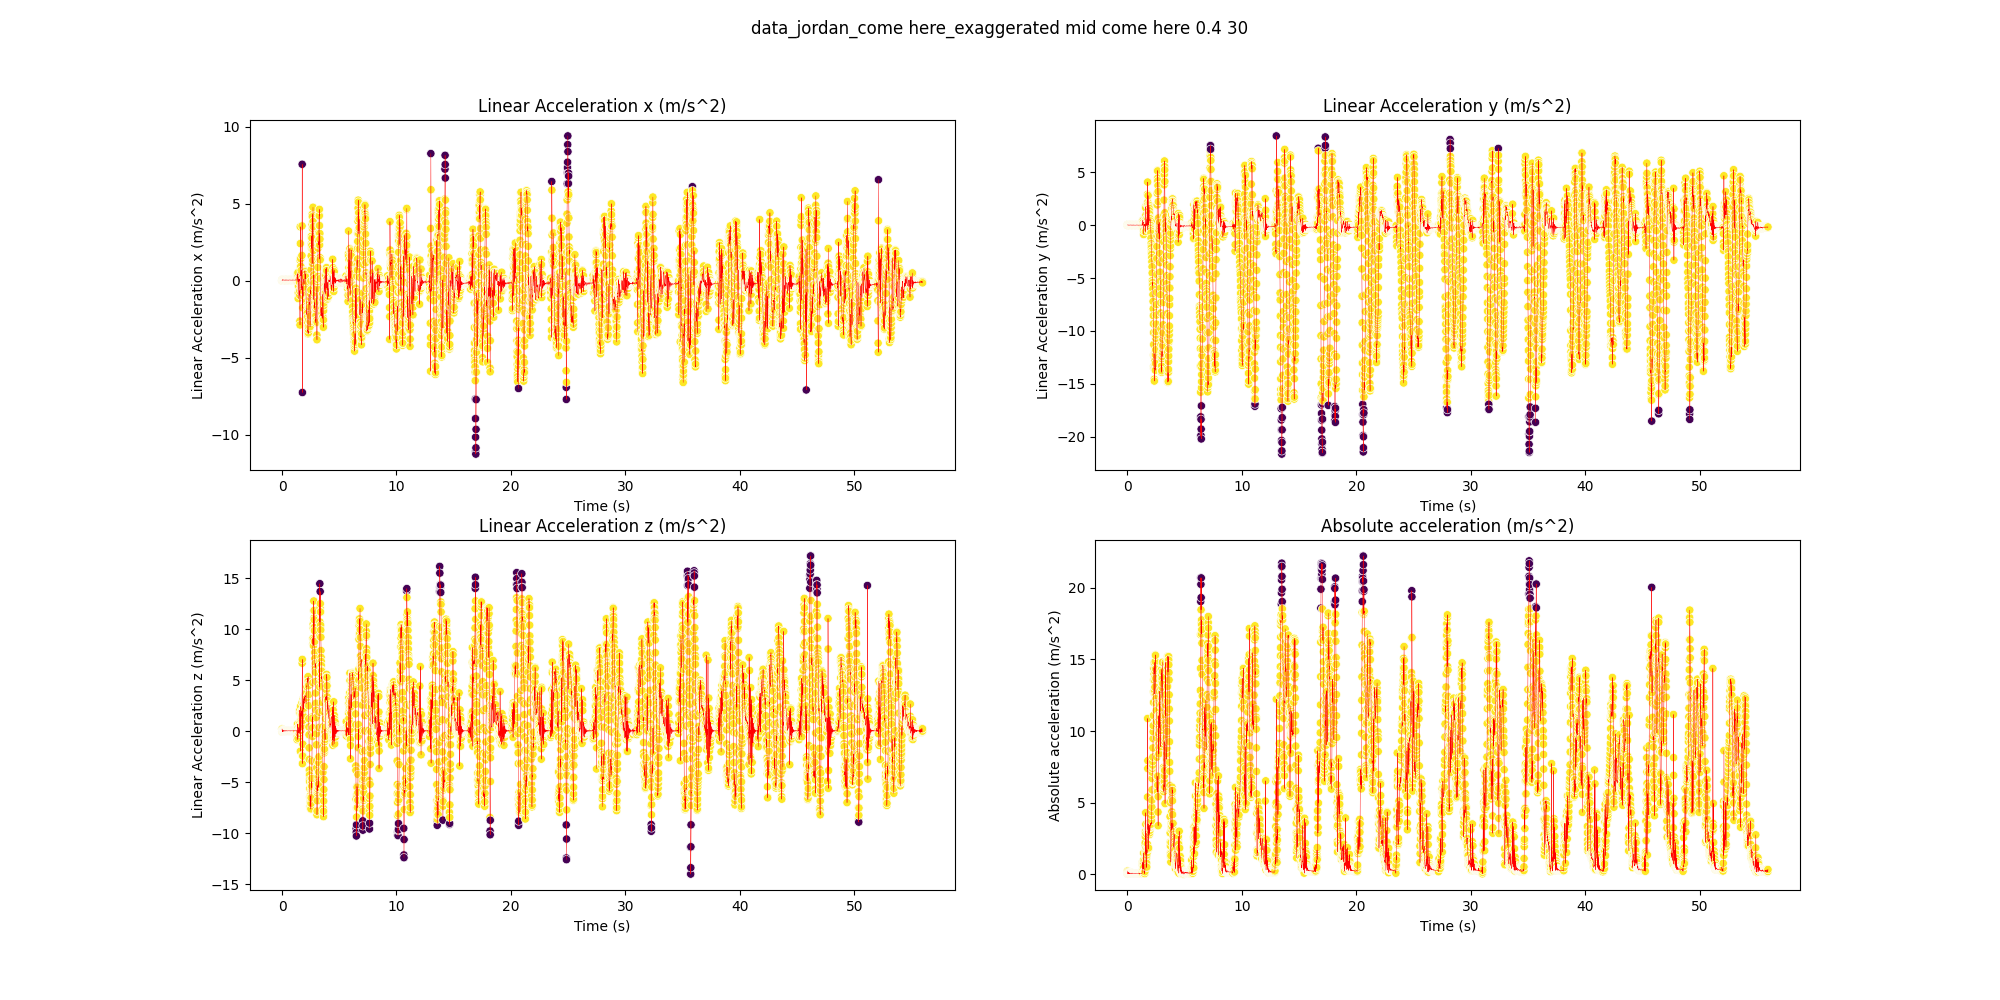 data_jordan_come here_exaggerated mid come here 0.4 30
Linear Acceleration x (m/s^2)
Linear Acceleration x (m/s^2)
10
5
0
−5
−10
0 10 20 30 40 50
Time (s)
Linear Acceleration y (m/s^2)
Linear Acceleration y (m/s^2)
5
0
−5
−10
−15
−20
0 10 20 30 40 50
Time (s)
Linear Acceleration z (m/s^2)
Linear Acceleration z (m/s^2)
15
10
5
0
−5
−10
−15
0 10 20 30 40 50
Time (s)
Absolute acceleration (m/s^2)
Absolute acceleration (m/s^2)
20
15
10
5
0
0 10 20 30 40 50
Time (s)